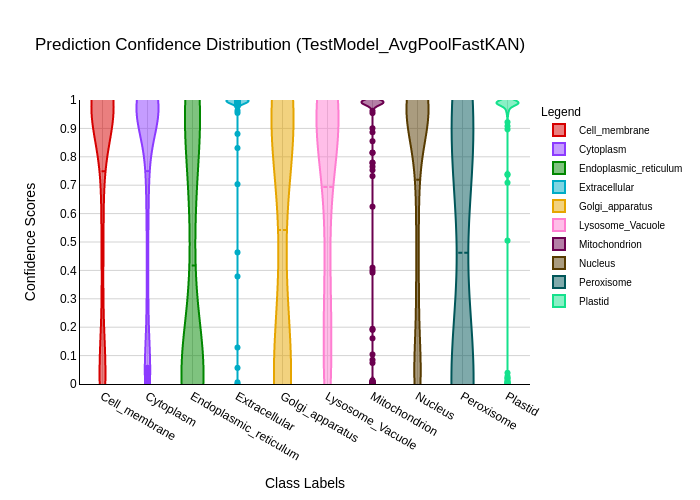 Prediction Confidence Distribution (TestModel_AvgPoolFastKAN)
Legend
Cell_membrane
Cytoplasm
Endoplasmic_reticulum
Extracellular
Golgi_apparatus
Lysosome_Vacuole
Mitochondrion
Nucleus
Peroxisome
Plastid
Confidence Scores
1
0.9
0.8
0.7
0.6
0.5
0.4
0.3
0.2
0.1
0
Cell_membrane
Cytoplasm
Endoplasmic_reticulum
Extracellular
Golgi_apparatus
Lysosome_Vacuole
Mitochondrion
Nucleus
Peroxisome
Plastid
Class Labels